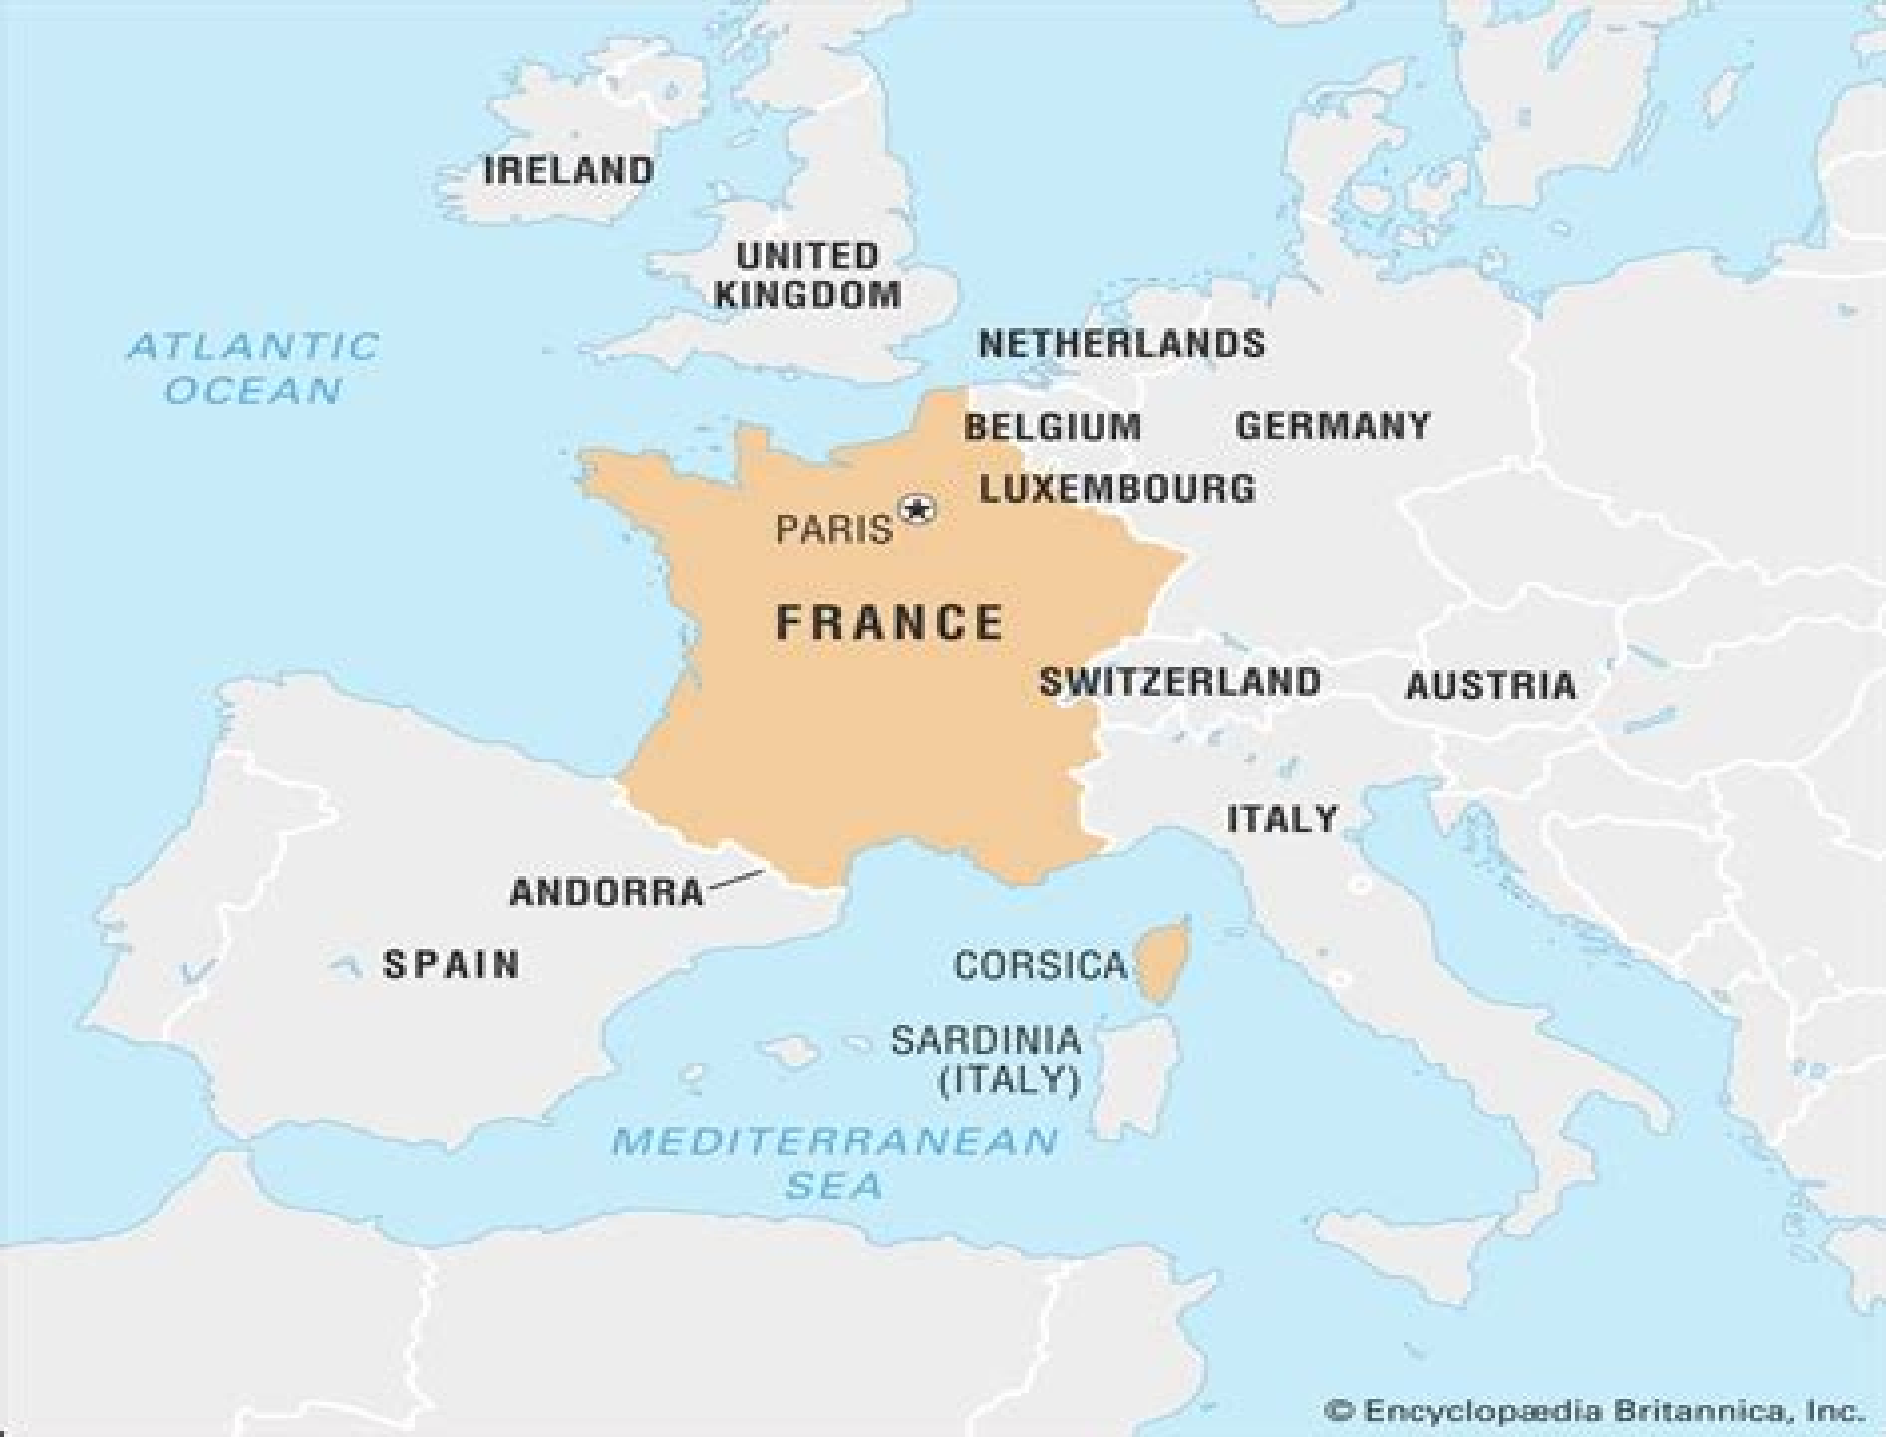 IRELAND
UNITED
KINGDOM
ATLANTIC
OCEAN
NETHERLANDS
BELGIUM
GERMANY
LUXEMBOURG
PARIS
FRANCE
SWITZERLAND
AUSTRIA
ITALY
ANDORRA
SPAIN
CORSICA
SARDINIA
(ITALY)
MEDITERRANEAN
SEA
© Encyclopædia Britannica, Inc.